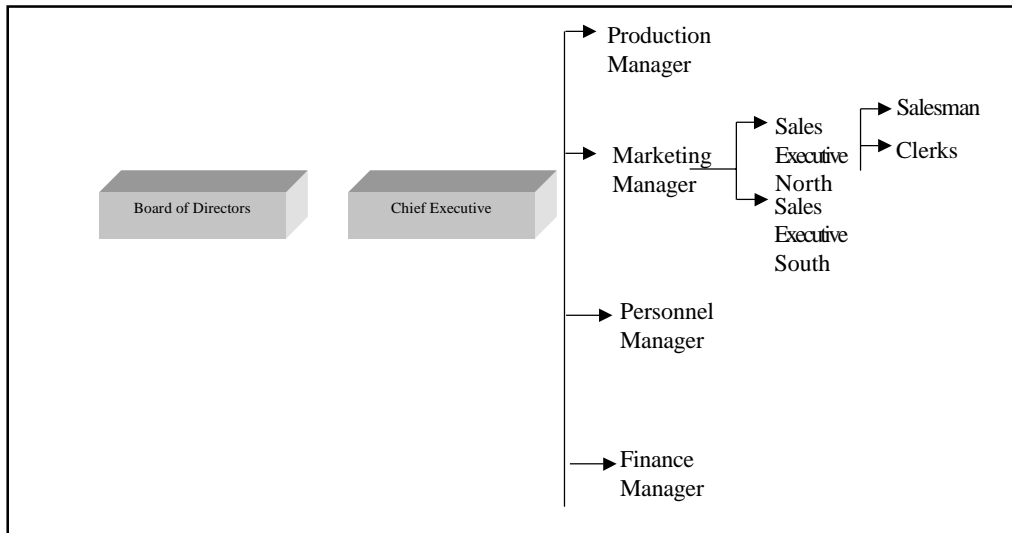 Board of Directors
Chief Executive
Production
Manager
Marketing
Manager
Sales
Executive
North
Sales
Executive
South
Salesman
Clerks
Personnel
Manager
Finance
Manager